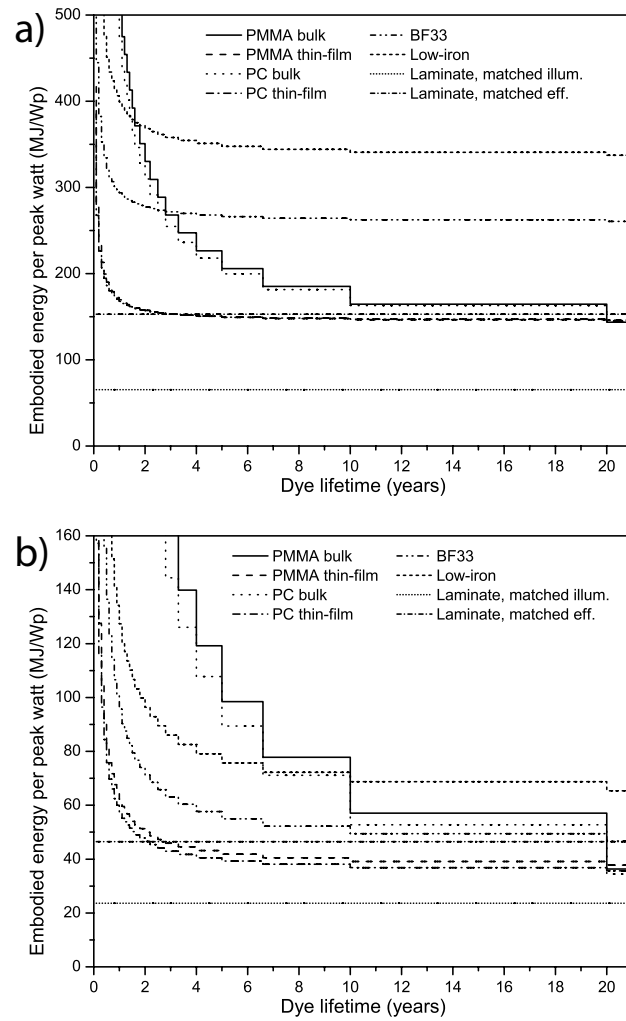 a)
500
400
300
200
100
0
Embodied energy per peak watt (MJ/Wp)
PMMA bulk
PMMA thin-film
PC bulk
PC thin-film
BF33
Low-iron
Laminate, matched illum.
Laminate, matched eff.
0 2 4 6 8 10 12 14 16 18 20
Dye lifetime (years)
b)
160
140
120
100
80
60
40
20
0
Embodied energy per peak watt (MJ/Wp)
PMMA bulk
PMMA thin-film
PC bulk
PC thin-film
BF33
Low-iron
Laminate, matched illum.
Laminate, matched eff.
0 2 4 6 8 10 12 14 16 18 20
Dye lifetime (years)